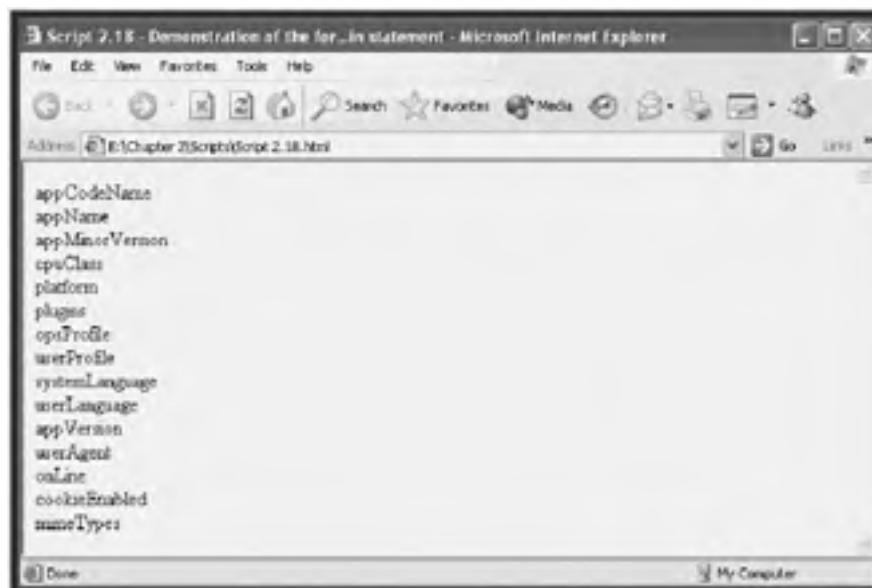 Script 2.18 - Demonstration of the for...in statement - Microsoft Internet Explorer
File Edit View Favorites Tools Help
Back Search Favorites Media
Address E:\Chapter 2\Scripts\Script 2.18.html Go Links »
appCodeName
appName
appMinorVersion
cpuClass
platform
plugins
opsProfile
userProfile
systemLanguage
userLanguage
appVersion
userAgent
onLine
cookieEnabled
mimeTypes
Done My Computer